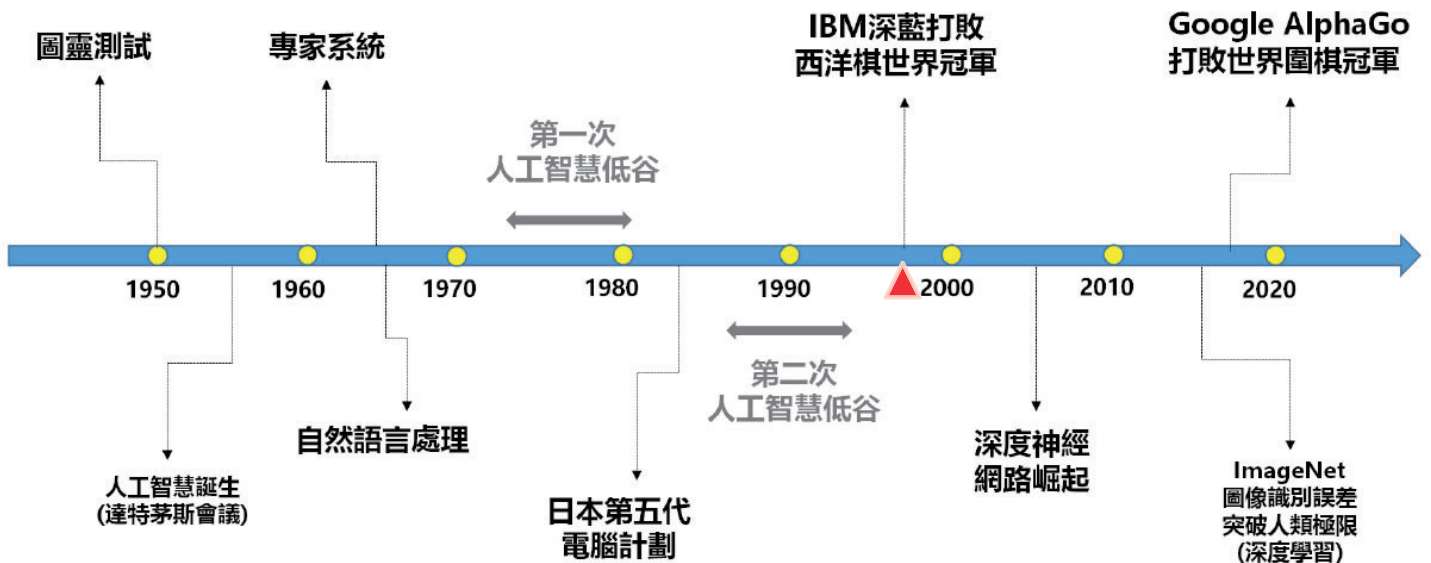 圖靈測試
專家系統
IBM深藍打敗
西洋棋世界冠軍
Google AlphaGo
打敗世界圍棋冠軍
第一次
人工智慧低谷
1950
1960
1970
1980
1990
2000
2010
2020
第二次
人工智慧低谷
人工智慧誕生
(達特茅斯會議)
自然語言處理
日本第五代
電腦計劃
深度神經
網路崛起
ImageNet
圖像識別誤差
突破人類極限
(深度學習)